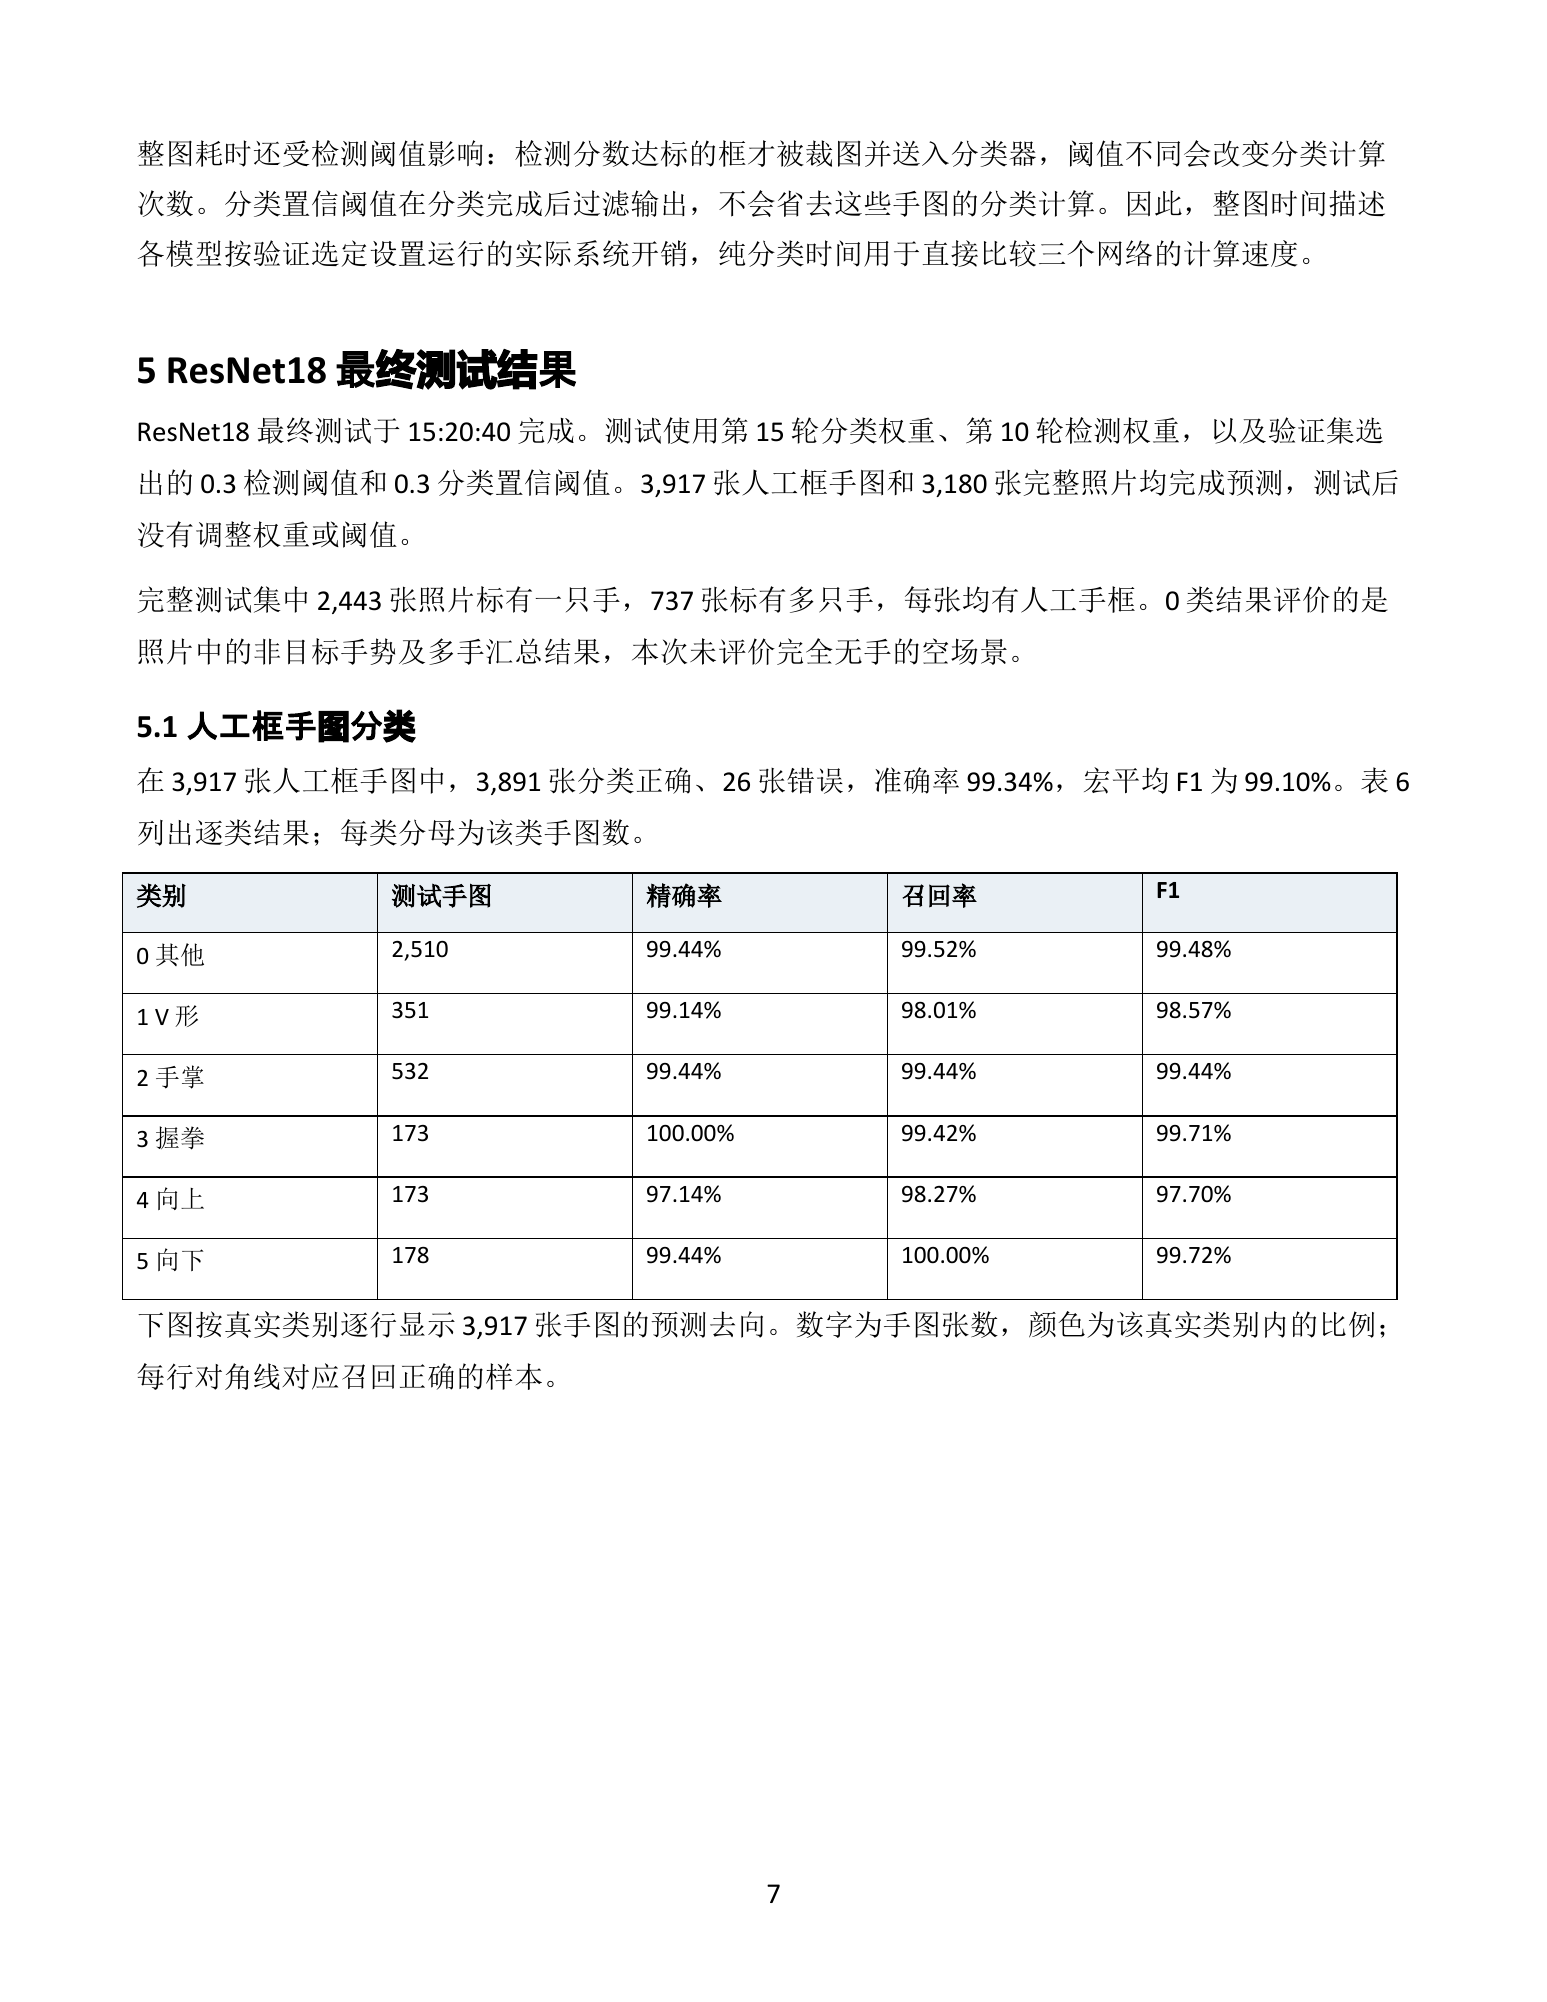 整图耗时还受检测阈值影响：检测分数达标的框才被裁图并送入分类器，阈值不同会改变分类计算
次数。分类置信阈值在分类完成后过滤输出，不会省去这些手图的分类计算。因此，整图时间描述
各模型按验证选定设置运行的实际系统开销，纯分类时间用于直接比较三个网络的计算速度。
5 ResNet18 最终测试结果
ResNet18 最终测试于 15:20:40 完成。测试使用第 15 轮分类权重、第 10 轮检测权重，以及验证集选
出的 0.3 检测阈值和 0.3 分类置信阈值。3,917 张人工框手图和 3,180 张完整照片均完成预测，测试后
没有调整权重或阈值。
完整测试集中 2,443 张照片标有一只手，737 张标有多只手，每张均有人工手框。0 类结果评价的是
照片中的非目标手势及多手汇总结果，本次未评价完全无手的空场景。
5.1 人工框手图分类
在 3,917 张人工框手图中，3,891 张分类正确、26 张错误，准确率 99.34%，宏平均 F1 为 99.10%。表 6
列出逐类结果；每类分母为该类手图数。
类别 测试手图 精确率 召回率 F1
0 其他 2,510 99.44% 99.52% 99.48%
1 V 形 351 99.14% 98.01% 98.57%
2 手掌 532 99.44% 99.44% 99.44%
3 握拳 173 100.00% 99.42% 99.71%
4 向上 173 97.14% 98.27% 97.70%
5 向下 178 99.44% 100.00% 99.72%
下图按真实类别逐行显示 3,917 张手图的预测去向。数字为手图张数，颜色为该真实类别内的比例；
每行对角线对应召回正确的样本。
7